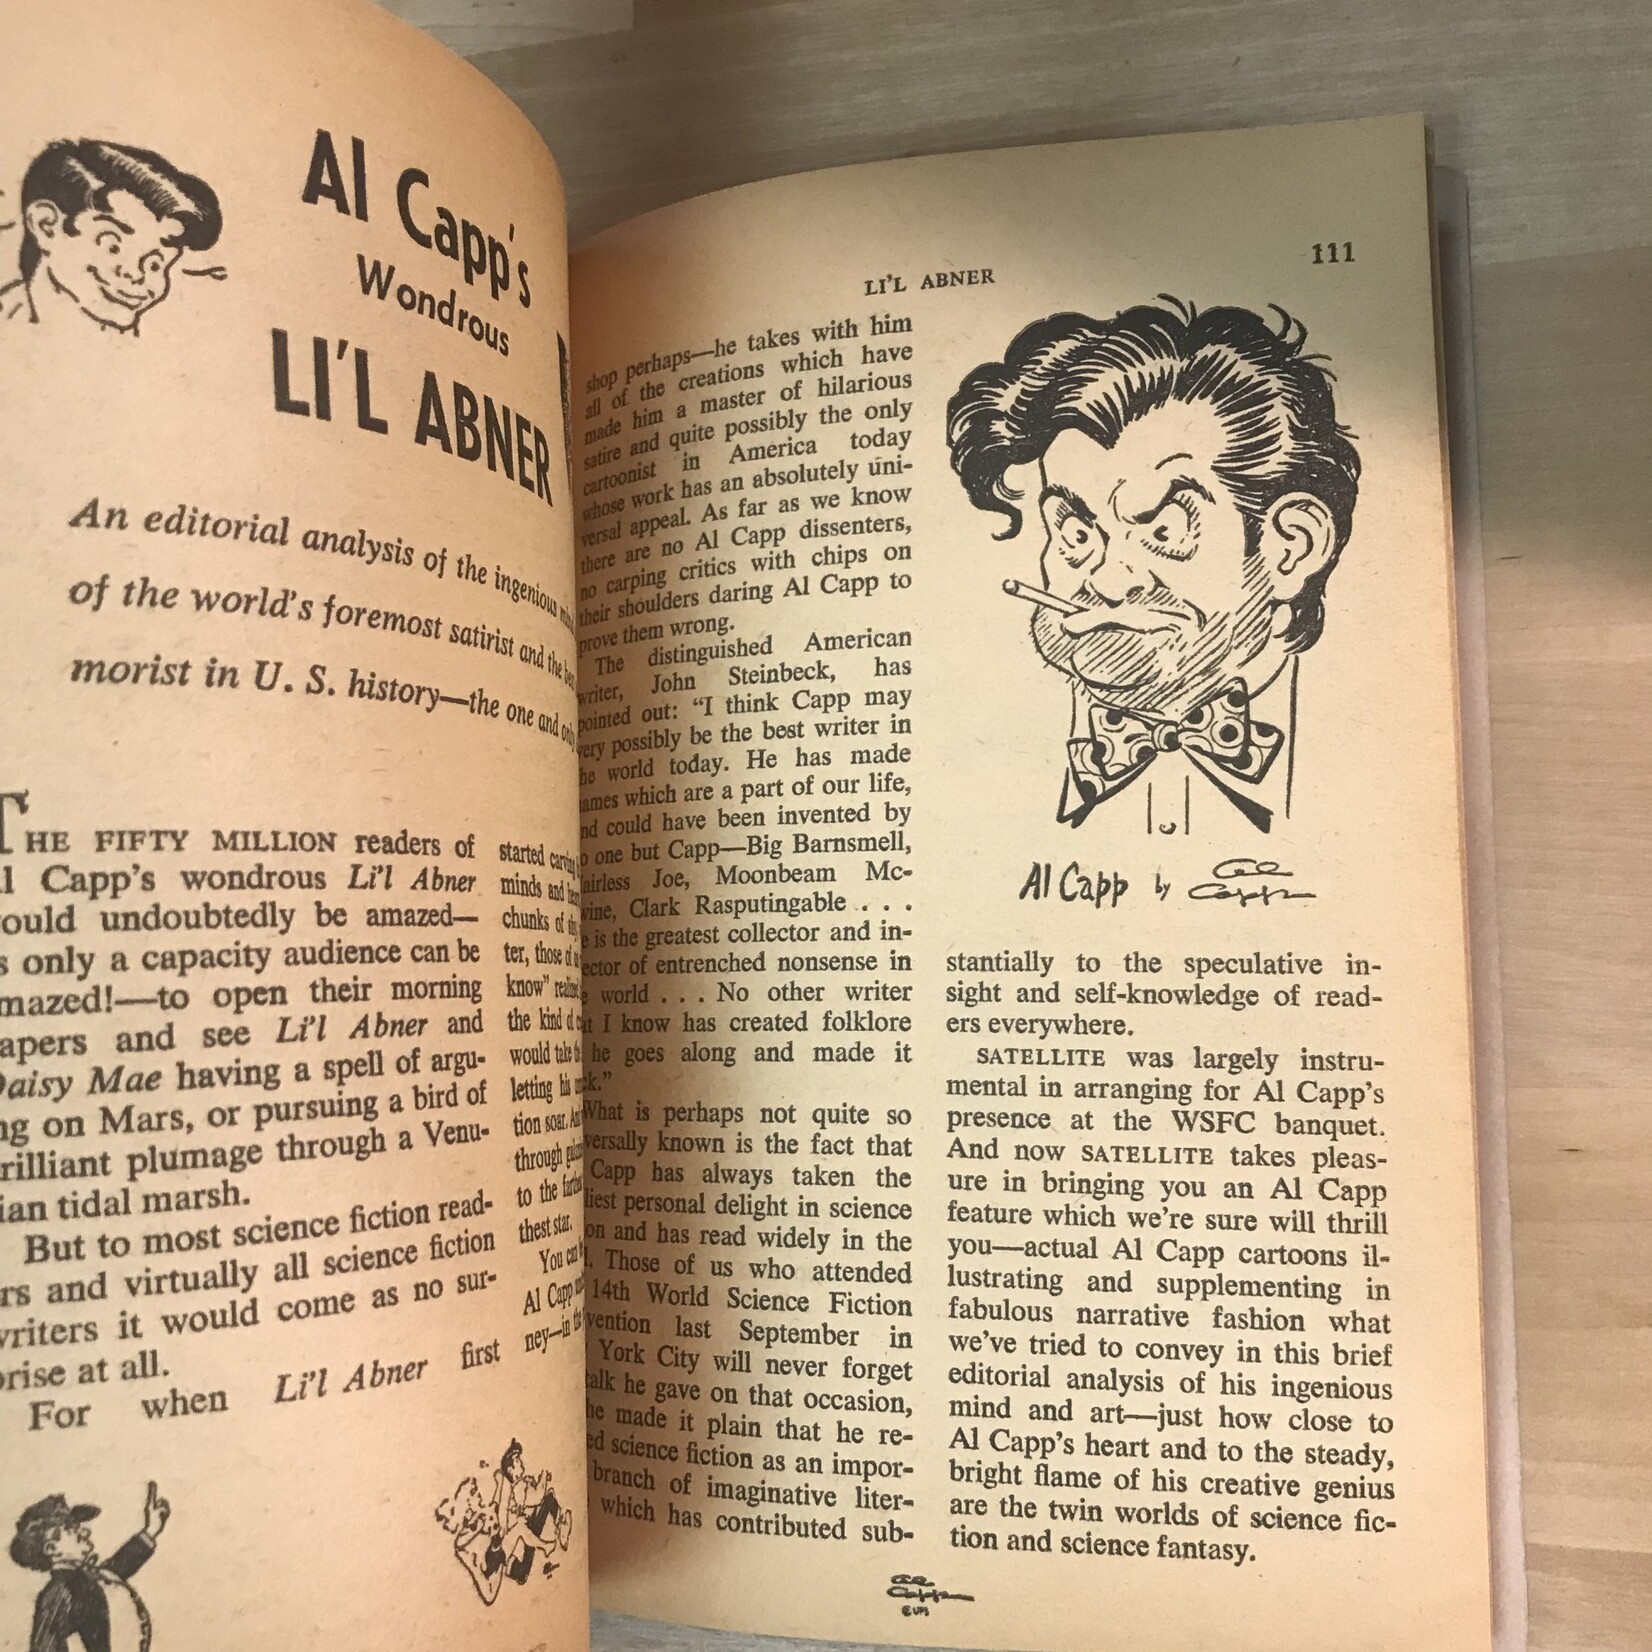 Al Capp's
Wondrous
LI'L ABNER
An editorial analysis of the ingenious
of the world's foremost satirist and the
morist in U. S. history—the one and
THE FIFTY MILLION readers of
Capp's wondrous Li'l Abner
ould undoubtedly be amazed—
s only a capacity audience can be
mazed!—to open their morning
apers and see Li'l Abner and
Daisy Mae having a spell of argu-
ng on Mars, or pursuing a bird of
rilliant plumage through a Venu-
ian tidal marsh.
But to most science fiction read-
rs and virtually all science fiction
writers it would come as no sur-
prise at all.
For when Li'l Abner first
started carving
minds and
chunks of
ter, those of
know"
the kind of
would take
letting his
tion soar.
through
to the
thest star.
You can
Al Capp
ney—in the
LI'L ABNER
111
shop perhaps—he takes with him
all of the creations which have
made him a master of hilarious
satire and quite possibly the only
cartoonist in America today
whose work has an absolutely uni-
versal appeal. As far as we know
there are no Al Capp dissenters,
no carping critics with chips on
their shoulders daring Al Capp to
prove them wrong.
The distinguished American
writer, John Steinbeck, has
pointed out: "I think Capp may
very possibly be the best writer in
he world today. He has made
ames which are a part of our life,
nd could have been invented by
o one but Capp—Big Barnsmell,
airless Joe, Moonbeam Mc-
wine, Clark Rasputingable . . .
e is the greatest collector and in-
ector of entrenched nonsense in
world . . . No other writer
t I know has created folklore
he goes along and made it
k."
What is perhaps not quite so
versally known is the fact that
Capp has always taken the
liest personal delight in science
on and has read widely in the
Those of us who attended
14th World Science Fiction
vention last September in
York City will never forget
talk he gave on that occasion,
he made it plain that he re-
ed science fiction as an impor-
branch of imaginative liter-
which has contributed sub-
Al Capp by Al
Capp
stantially to the speculative in-
sight and self-knowledge of read-
ers everywhere.
SATELLITE was largely instru-
mental in arranging for Al Capp's
presence at the WSFC banquet.
And now SATELLITE takes pleas-
ure in bringing you an Al Capp
feature which we're sure will thrill
you—actual Al Capp cartoons il-
lustrating and supplementing in
fabulous narrative fashion what
we've tried to convey in this brief
editorial analysis of his ingenious
mind and art—just how close to
Al Capp's heart and to the steady,
bright flame of his creative genius
are the twin worlds of science fic-
tion and science fantasy.
Al
Capp